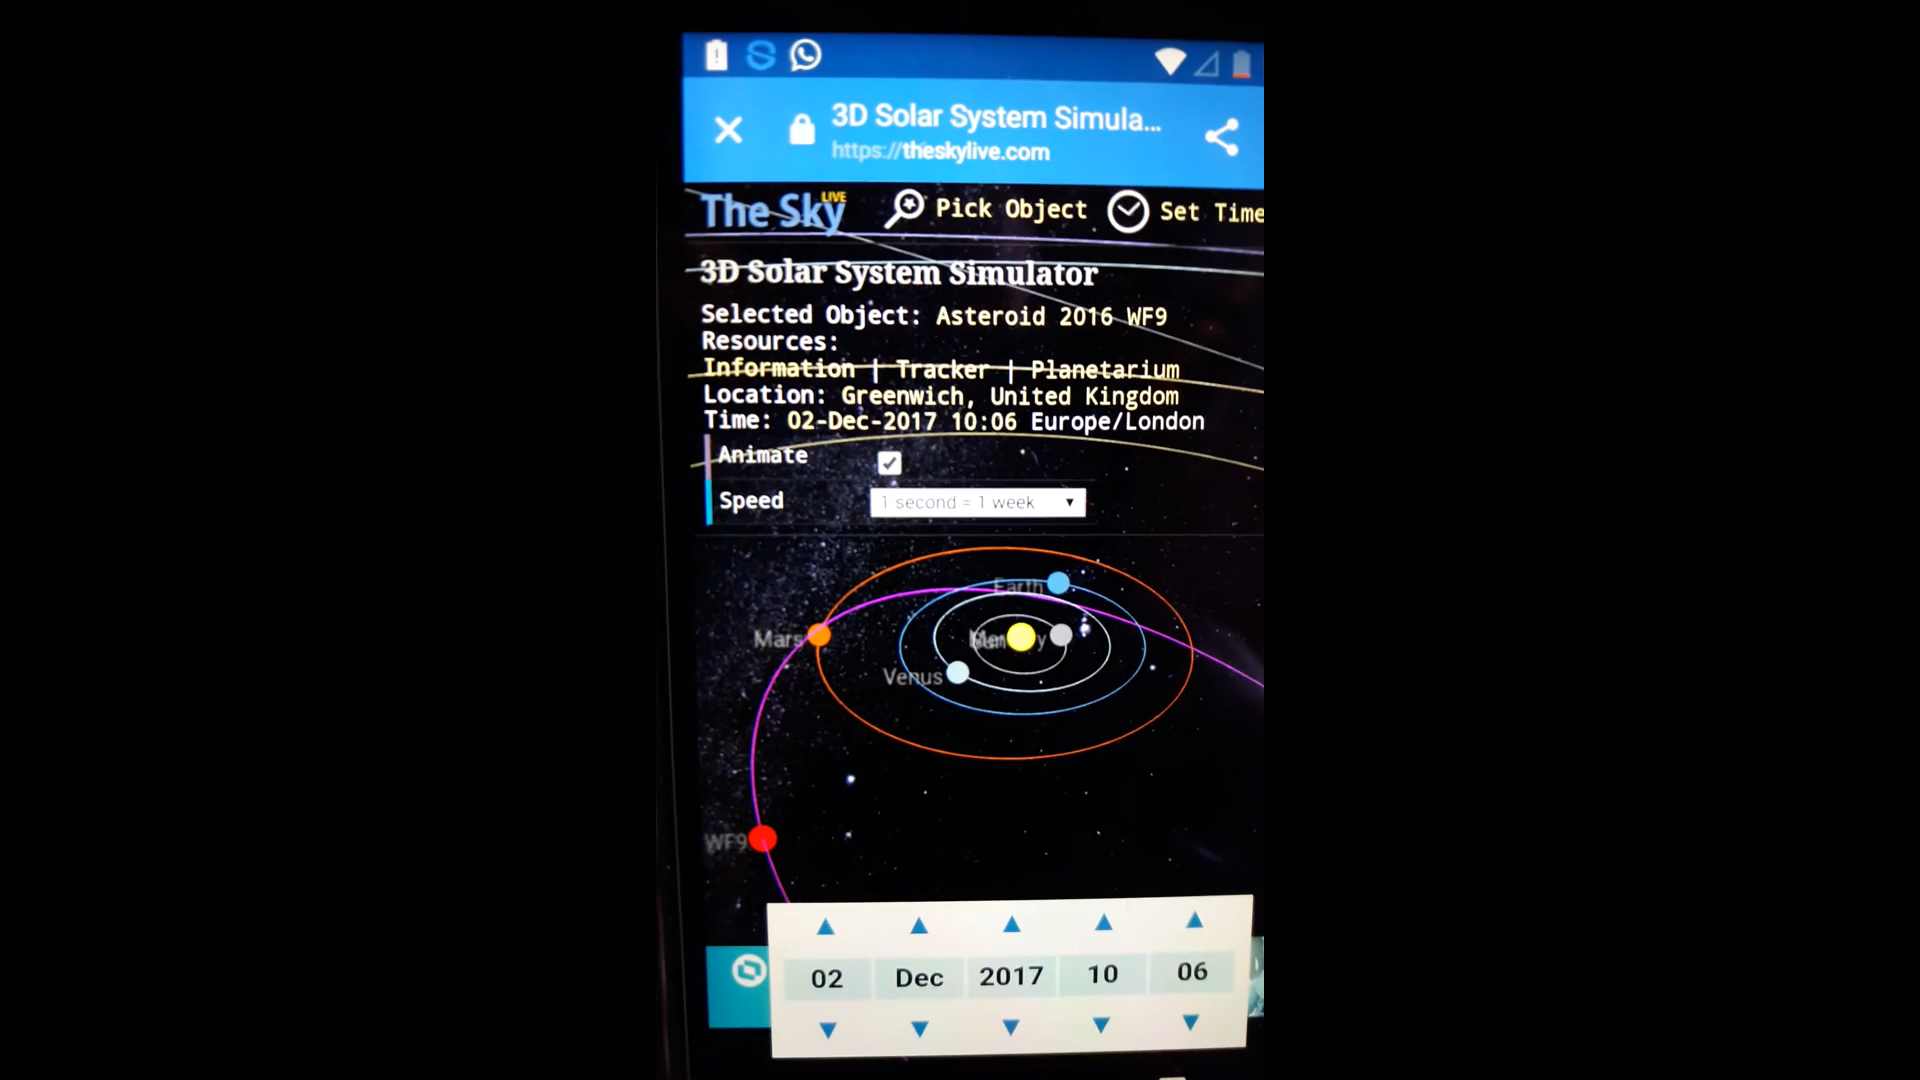 3D Solar System Simula...
https://theskylive.com
The Sky LIVE
Pick Object
Set Time
3D Solar System Simulator
Selected Object: Asteroid 2016 WF9
Resources:
Information | Tracker | Planetarium
Location: Greenwich, United Kingdom
Time: 02-Dec-2017 10:06 Europe/London
Animate
Speed
1 second = 1 week
Earth
Mars
Venus
WF9
02 Dec 2017 10 06